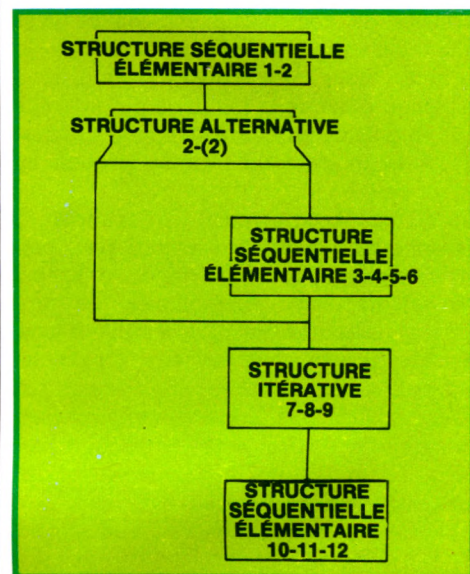 STRUCTURE SÉQUENTIELLE
ÉLÉMENTAIRE 1-2
STRUCTURE ALTERNATIVE
2-(2)
STRUCTURE
SÉQUENTIELLE
ÉLÉMENTAIRE 3-4-5-6
STRUCTURE
ITÉRATIVE
7-8-9
STRUCTURE
SÉQUENTIELLE
ÉLÉMENTAIRE
10-11-12